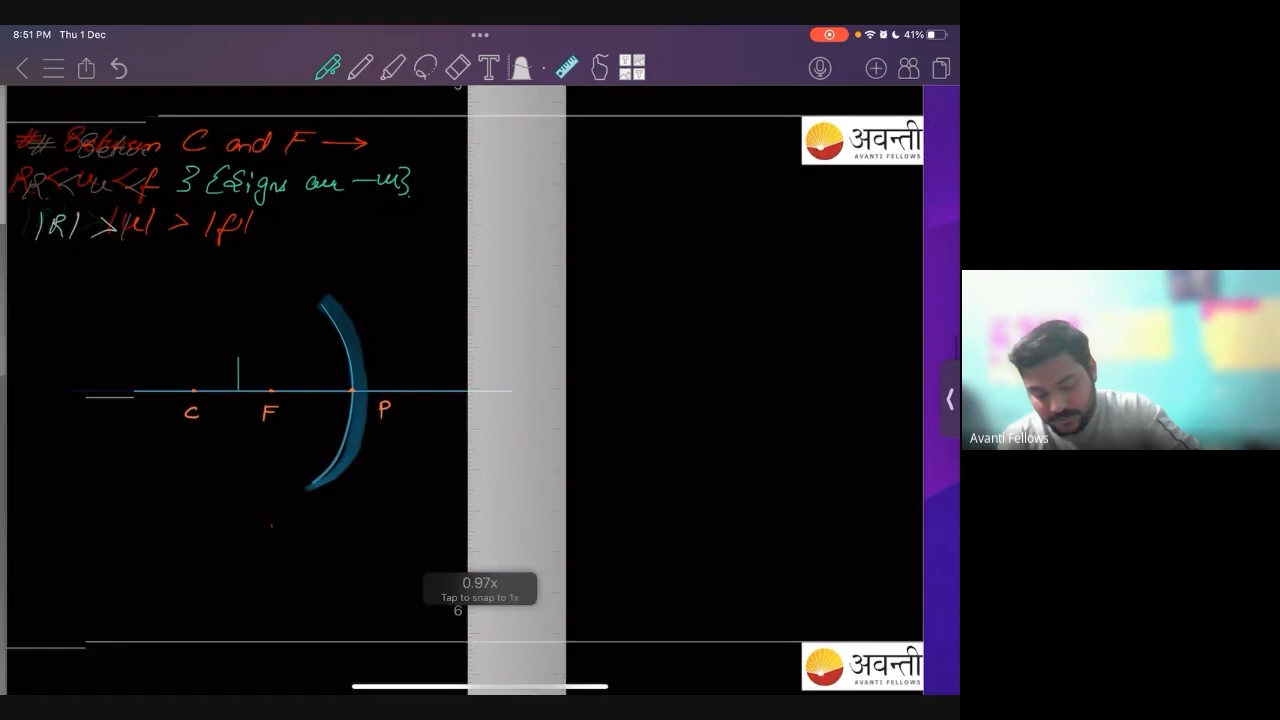 8:51 PM Thu 1 Dec
41%
# Between C and F →
R < u < f } {Signs are -ve}
|R| > |u| > |f|
C
F
P
0.97x
Tap to snap to 1x
6
अवन्ती
AVANTI FELLOWS
अवन्ती
AVANTI FELLOWS
Avanti Fellows